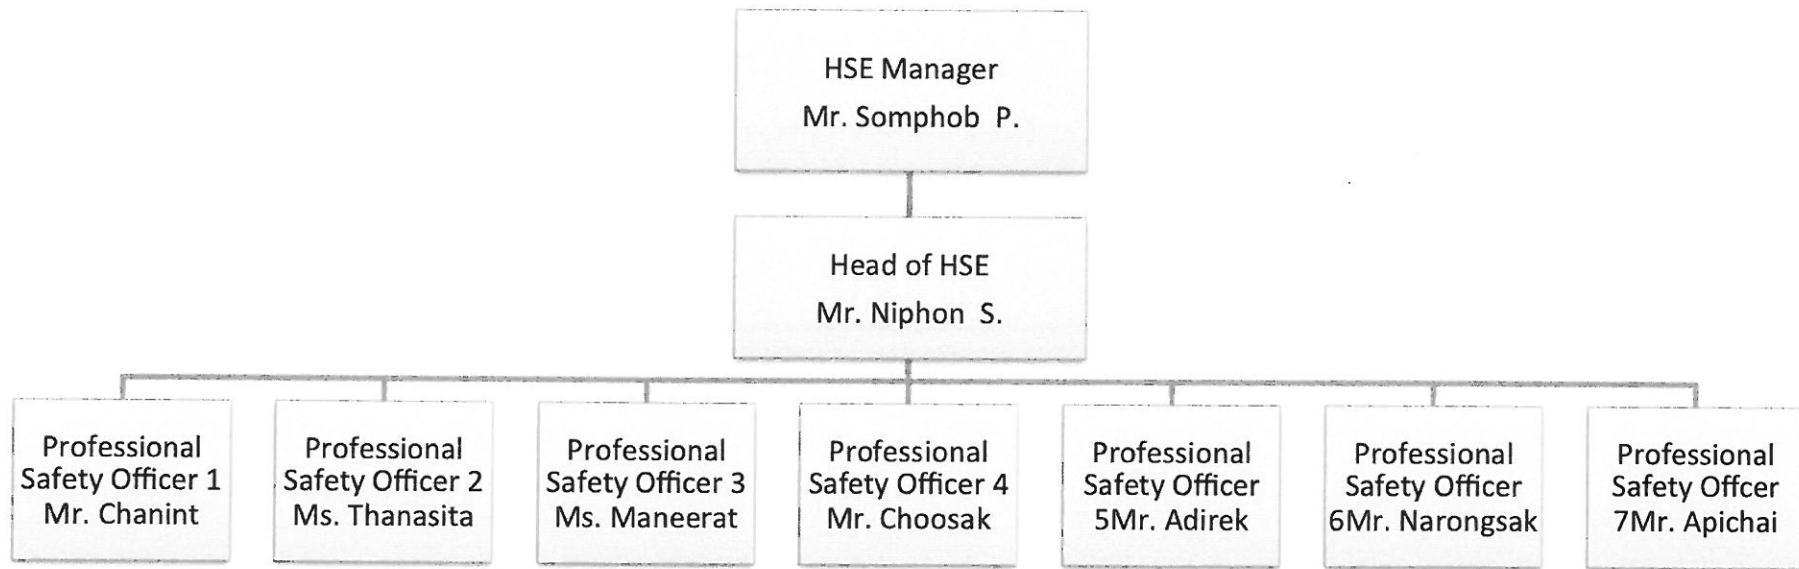 HSE Manager
Mr. Somphob  P.
Head of HSE
Mr. Niphon  S.
Professional
Safety Officer 1
Mr. Chanint
Professional
Safety Officer 2
Ms. Thanasita
Professional
Safety Officer 3
Ms. Maneerat
Professional
Safety Officer 4
Mr. Choosak
Professional
Safety Officer
5Mr. Adirek
Professional
Safety Officer
6Mr. Narongsak
Professional
Safety Offcer
7Mr. Apichai